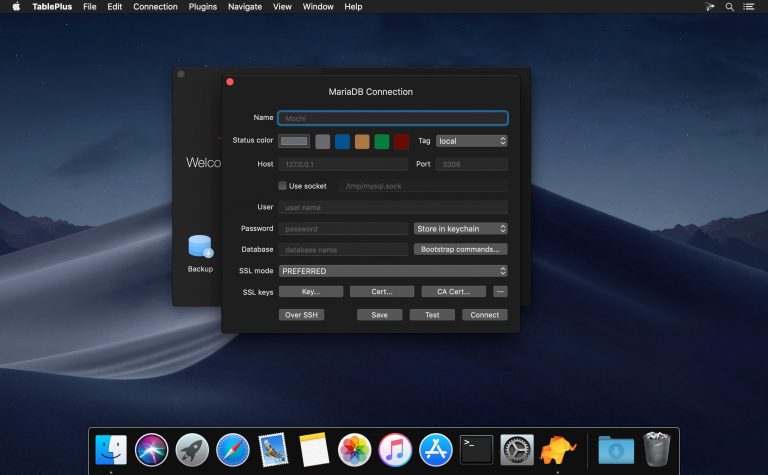 TablePlus File Edit Connection Plugins Navigate View Window Help
MariaDB Connection
Name Mochi
Status color Tag local
Host 127.0.0.1 Port 3306
Use socket /tmp/mysql.sock
User user name
Password password Store in keychain
Database database name Bootstrap commands...
SSL mode PREFERRED
SSL keys Key... Cert... CA Cert... —
Over SSH Save Test Connect
Welco
Backup
>_